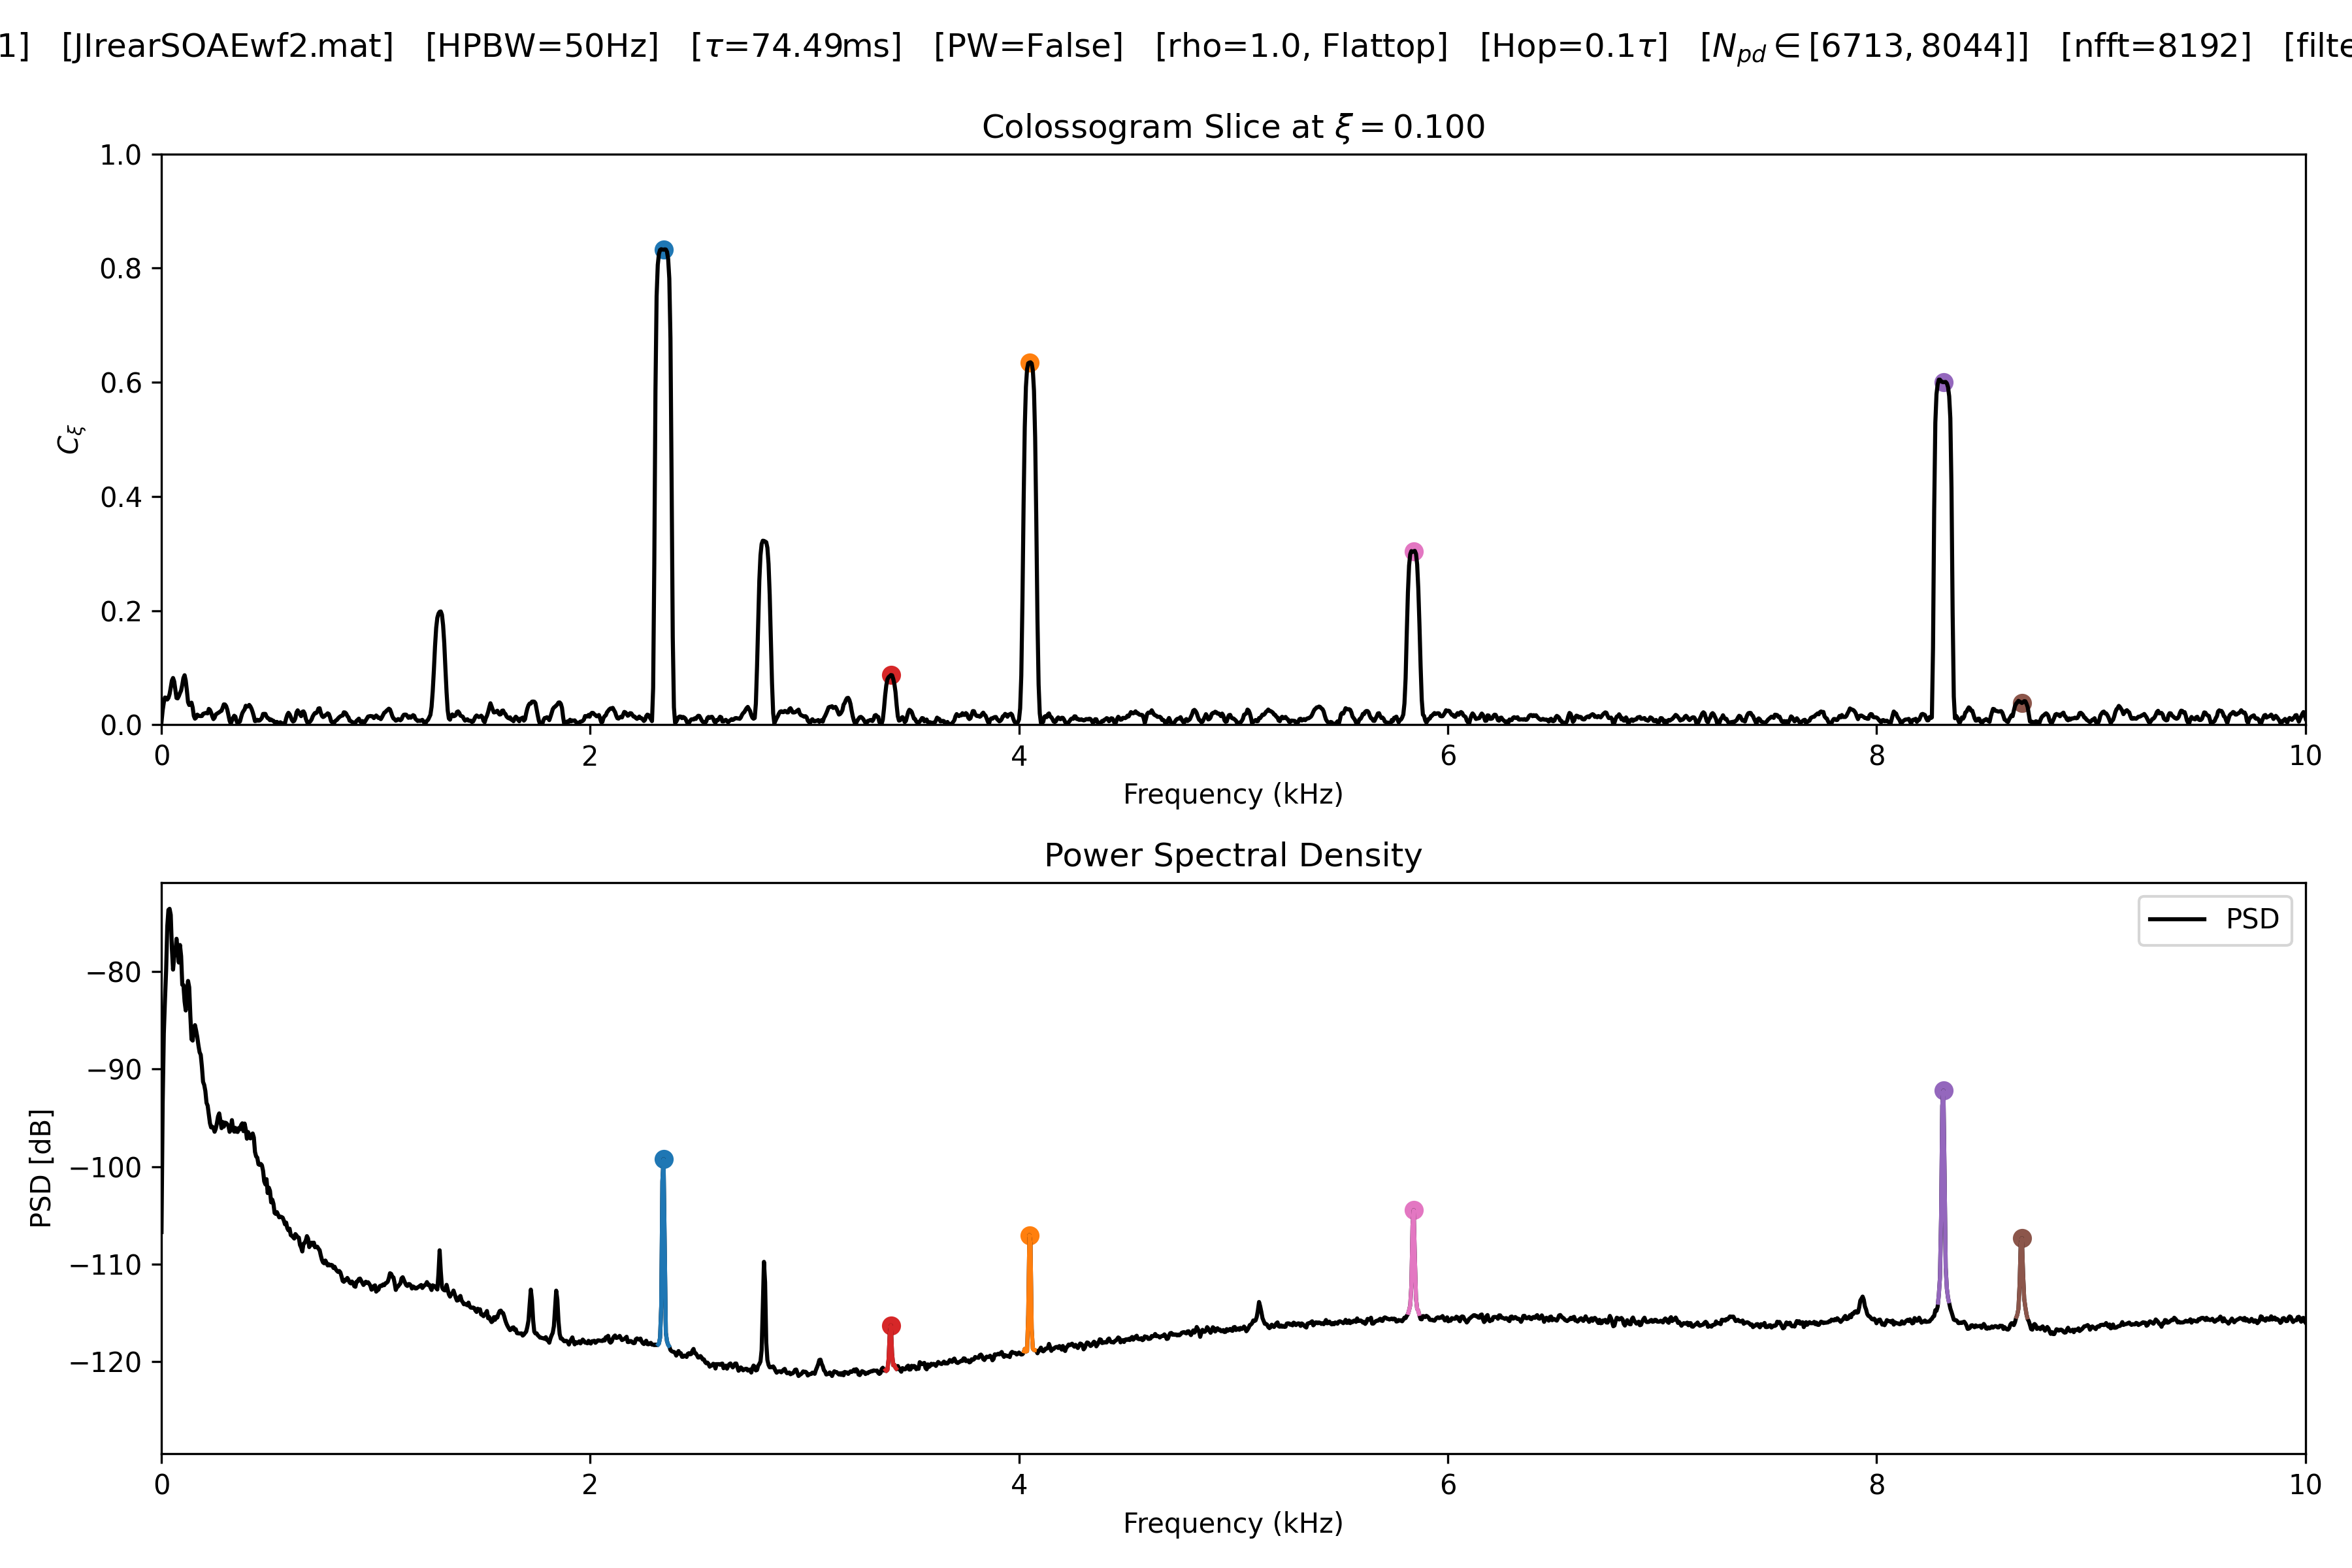 1] [JIrearSOAEwf2.mat] [HPBW=50Hz] [τ=74.49ms] [PW=False] [rho=1.0, Flattop] [Hop=0.1τ] [N_pd ∈ [6713, 8044]] [nfft=8192] [filte
Colossogram Slice at ξ = 0.100
1.0
0.8
0.6
0.4
0.2
0.0
C_ξ
0 2 4 6 8 10
Frequency (kHz)
Power Spectral Density
PSD
−80
−90
−100
−110
−120
PSD [dB]
0 2 4 6 8 10
Frequency (kHz)